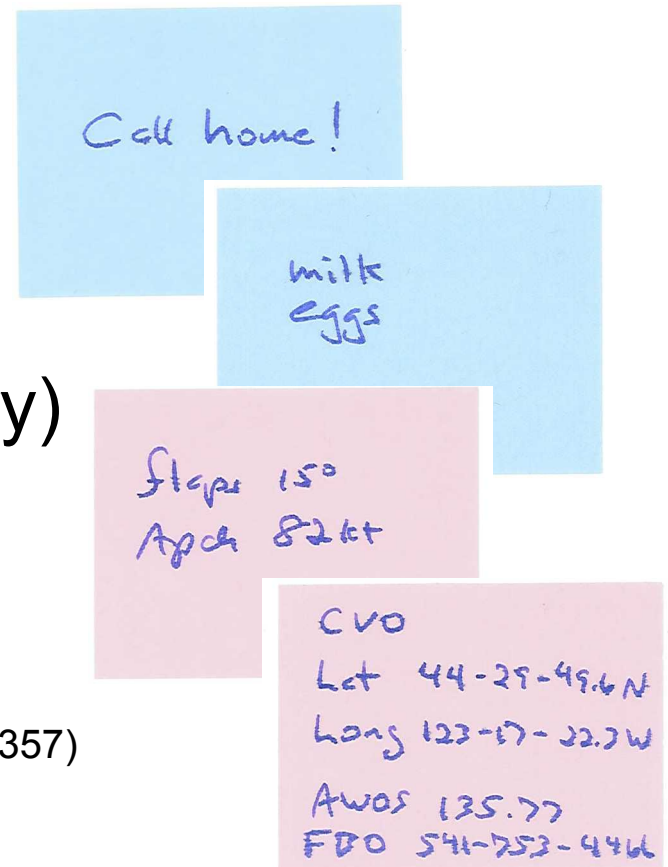 Call home!
milk
eggs
y)
flaps 15°
Apch 82kt
CVO
Lat 44-29-49.6N
357)
Long 123-17-22.7W
AWOS 135.77
FBO 541-753-4466